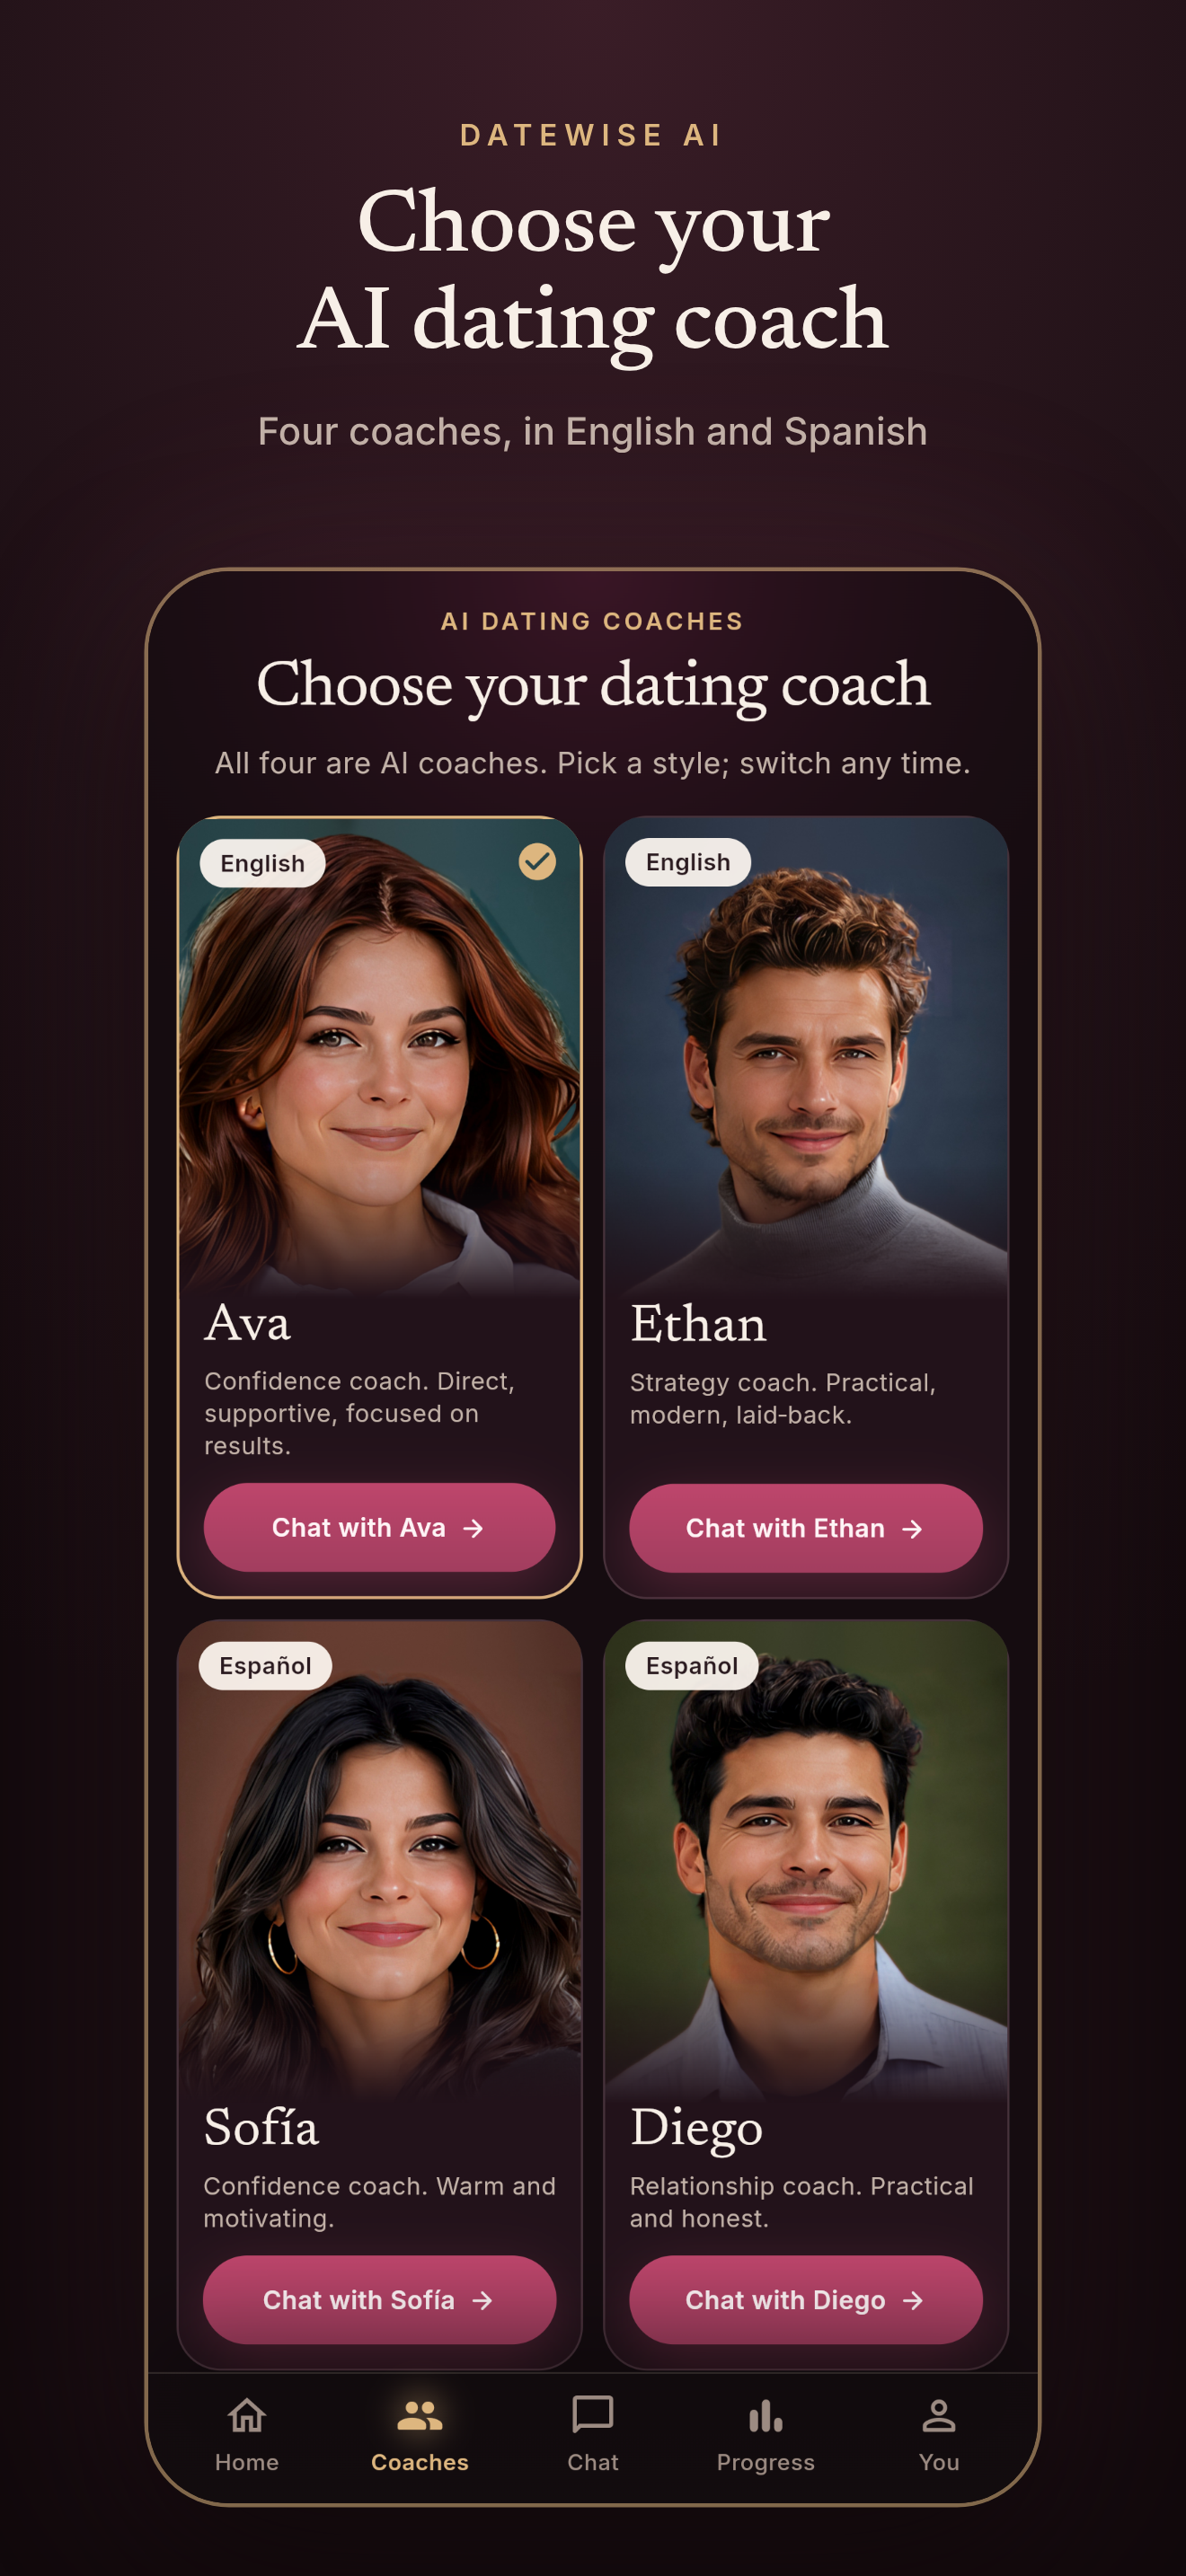 DATEWISE AI
Choose your
AI dating coach
Four coaches, in English and Spanish
AI DATING COACHES
Choose your dating coach
All four are AI coaches. Pick a style; switch any time.
English
English
Ava
Confidence coach. Direct,
supportive, focused on
results.
Chat with Ava →
Ethan
Strategy coach. Practical,
modern, laid-back.
Chat with Ethan →
Español
Español
Sofía
Confidence coach. Warm and
motivating.
Chat with Sofía →
Diego
Relationship coach. Practical
and honest.
Chat with Diego →
Home
Coaches
Chat
Progress
You